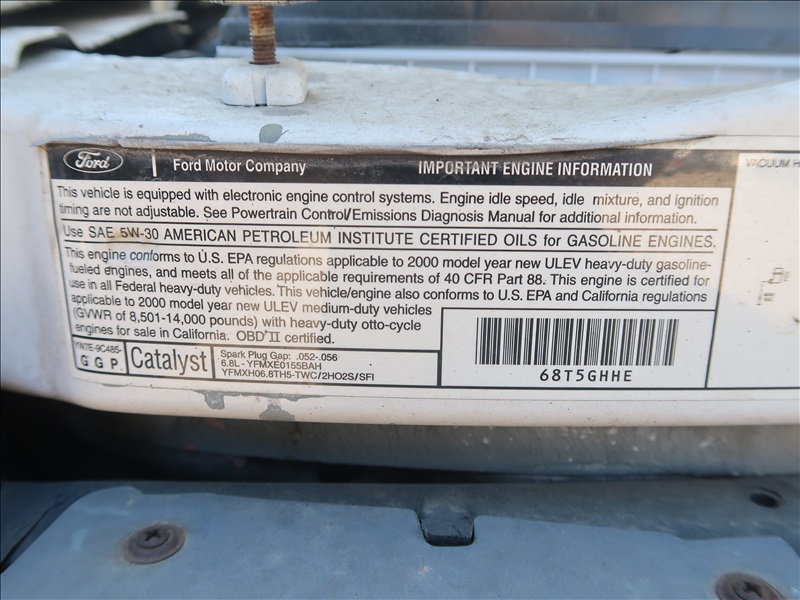 Ford Ford Motor Company IMPORTANT ENGINE INFORMATION
This vehicle is equipped with electronic engine control systems. Engine idle speed, idle mixture, and ignition
timing are not adjustable. See Powertrain Control/Emissions Diagnosis Manual for additional information.
Use SAE 5W-30 AMERICAN PETROLEUM INSTITUTE CERTIFIED OILS for GASOLINE ENGINES.
This engine conforms to U.S. EPA regulations applicable to 2000 model year new ULEV heavy-duty gasoline-
fueled engines, and meets all of the applicable requirements of 40 CFR Part 88. This engine is certified for
use in all Federal heavy-duty vehicles. This vehicle/engine also conforms to U.S. EPA and California regulations
applicable to 2000 model year new ULEV medium-duty vehicles
(GVWR of 8,501-14,000 pounds) with heavy-duty otto-cycle
engines for sale in California. OBD II certified.
YW7E-9C485-
G G P
Catalyst
Spark Plug Gap: .052-.056
6.8L - YFMXE0155BAH
YFMXH06.8TH5-TWC/2HO2S/SFI
68T5GHHE
VACUUM H